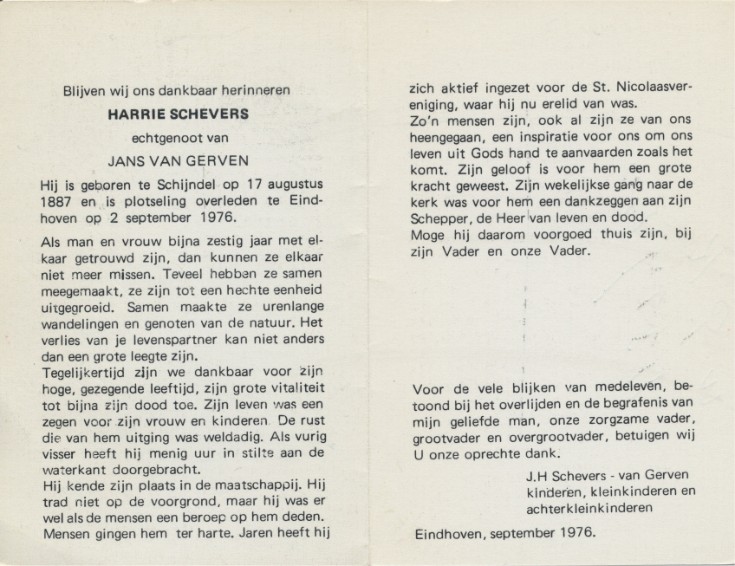 Blijven wij ons dankbaar herinneren
HARRIE SCHEVERS
echtgenoot van
JANS VAN GERVEN
Hij is geboren te Schijndel op 17 augustus
1887 en is plotseling overleden te Eind-
hoven op 2 september 1976.
Als man en vrouw bijna zestig jaar met el-
kaar getrouwd zijn, dan kunnen ze elkaar
niet meer missen. Teveel hebben ze samen
meegemaakt, ze zijn tot een hechte eenheid
uitgegroeid. Samen maakte ze urenlange
wandelingen en genoten van de natuur. Het
verlies van je levenspartner kan niet anders
dan een grote leegte zijn.
Tegelijkertijd zijn we dankbaar voor zijn
hoge, gezegende leeftijd, zijn grote vitaliteit
tot bijna zijn dood toe. Zijn leven was een
zegen voor zijn vrouw en kinderen. De rust
die van hem uitging was weldadig. Als vurig
visser heeft hij menig uur in stilte aan de
waterkant doorgebracht.
Hij kende zijn plaats in de maatschappij. Hij
trad niet op de voorgrond, maar hij was er
wel als de mensen een beroep op hem deden.
Mensen gingen hem ter harte. Jaren heeft hij
zich aktief ingezet voor de St. Nicolaasver-
eniging, waar hij nu erelid van was.
Zo'n mensen zijn, ook al zijn ze van ons
heengegaan, een inspiratie voor ons om ons
leven uit Gods hand te aanvaarden zoals het
komt. Zijn geloof is voor hem een grote
kracht geweest. Zijn wekelijkse gang naar de
kerk was voor hem een dankzeggen aan zijn
Schepper, de Heer van leven en dood.
Moge hij daarom voorgoed thuis zijn, bij
zijn Vader en onze Vader.
Voor de vele blijken van medeleven, be-
toond bij het overlijden en de begrafenis van
mijn geliefde man, onze zorgzame vader,
grootvader en overgrootvader, betuigen wij
U onze oprechte dank.
J.H Schevers - van Gerven
kinderen, kleinkinderen en
achterkleinkinderen
Eindhoven, september 1976.